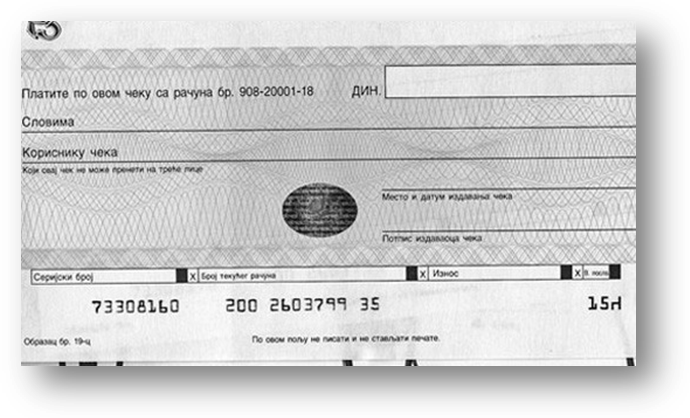 Платите по овом чеку са рачуна бр. 908-20001-18 ДИН.
Словима
Кориснику чека
Који овај чек не може пренети на треће лице
Место и датум издавања чека
Потпис издаваоца чека
Серијски број X Број текућег рачуна X Износ X В. посла
73308160 200 2603799 35 15H
Образац бр. 19-ц По овом пољу не писати и не стављати печате.